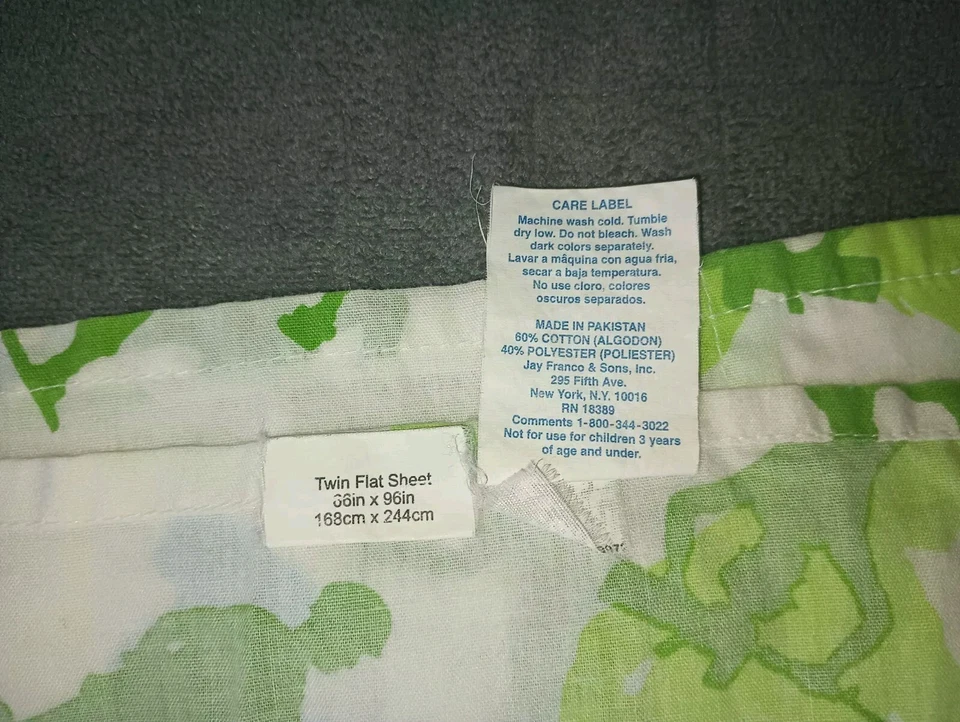 CARE LABEL
Machine wash cold. Tumble
dry low. Do not bleach. Wash
dark colors separately.
Lavar a mâquina con agua fria,
secar a baja temperatura.
No use cloro, colores
oscuros separados.
MADE IN PAKISTAN
60% COTTON (ALGODON)
40% POLYESTER (POLIESTER)
Jay Franco & Sons, Inc.
295 Fifth Ave.
New York, N.Y. 10016
RN 18389
Comments 1-800-344-3022
Not for use for children 3 years
of age and under.
Twin Flat Sheet
66in x 96in
168cm x 244cm